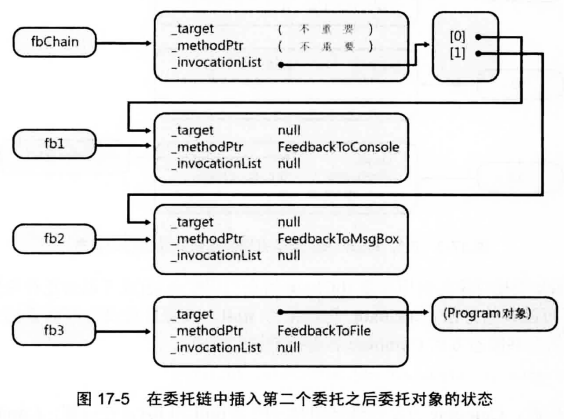 fbChain
_target ( 不 重 要 )
_methodPtr ( 不 重 要 )
_invocationList
[0]
[1]
fb1
_target null
_methodPtr FeedbackToConsole
_invocationList null
fb2
_target null
_methodPtr FeedbackToMsgBox
_invocationList null
fb3
_target
_methodPtr FeedbackToFile
_invocationList null
(Program对象)
图 17-5 在委托链中插入第二个委托之后委托对象的状态